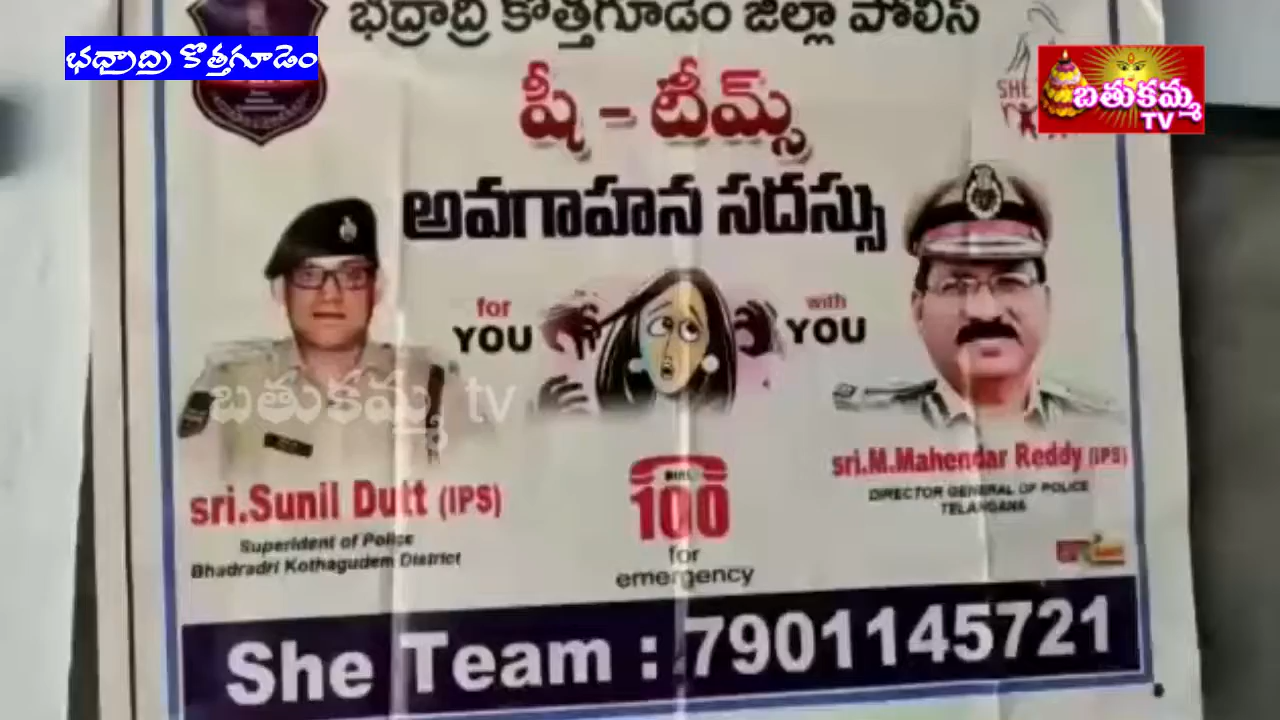 భద్రాద్రి కొత్తగూడెం జిల్లా పోలీస్
భద్రాద్రి కొత్తగూడెం
SHE
బతుకమ్మ
TV
షీ - టీమ్స్
అవగాహన సదస్సు
for
YOU
with
YOU
బతుకమ్మ tv
sri.Sunil Dutt (IPS)
Superident of Police
Bhadradri Kothagudem District
100
for
emergency
sri.M.Mahendar Reddy (IPS)
DIRECTOR GENERAL OF POLICE
TELANGANA
She Team : 7901145721